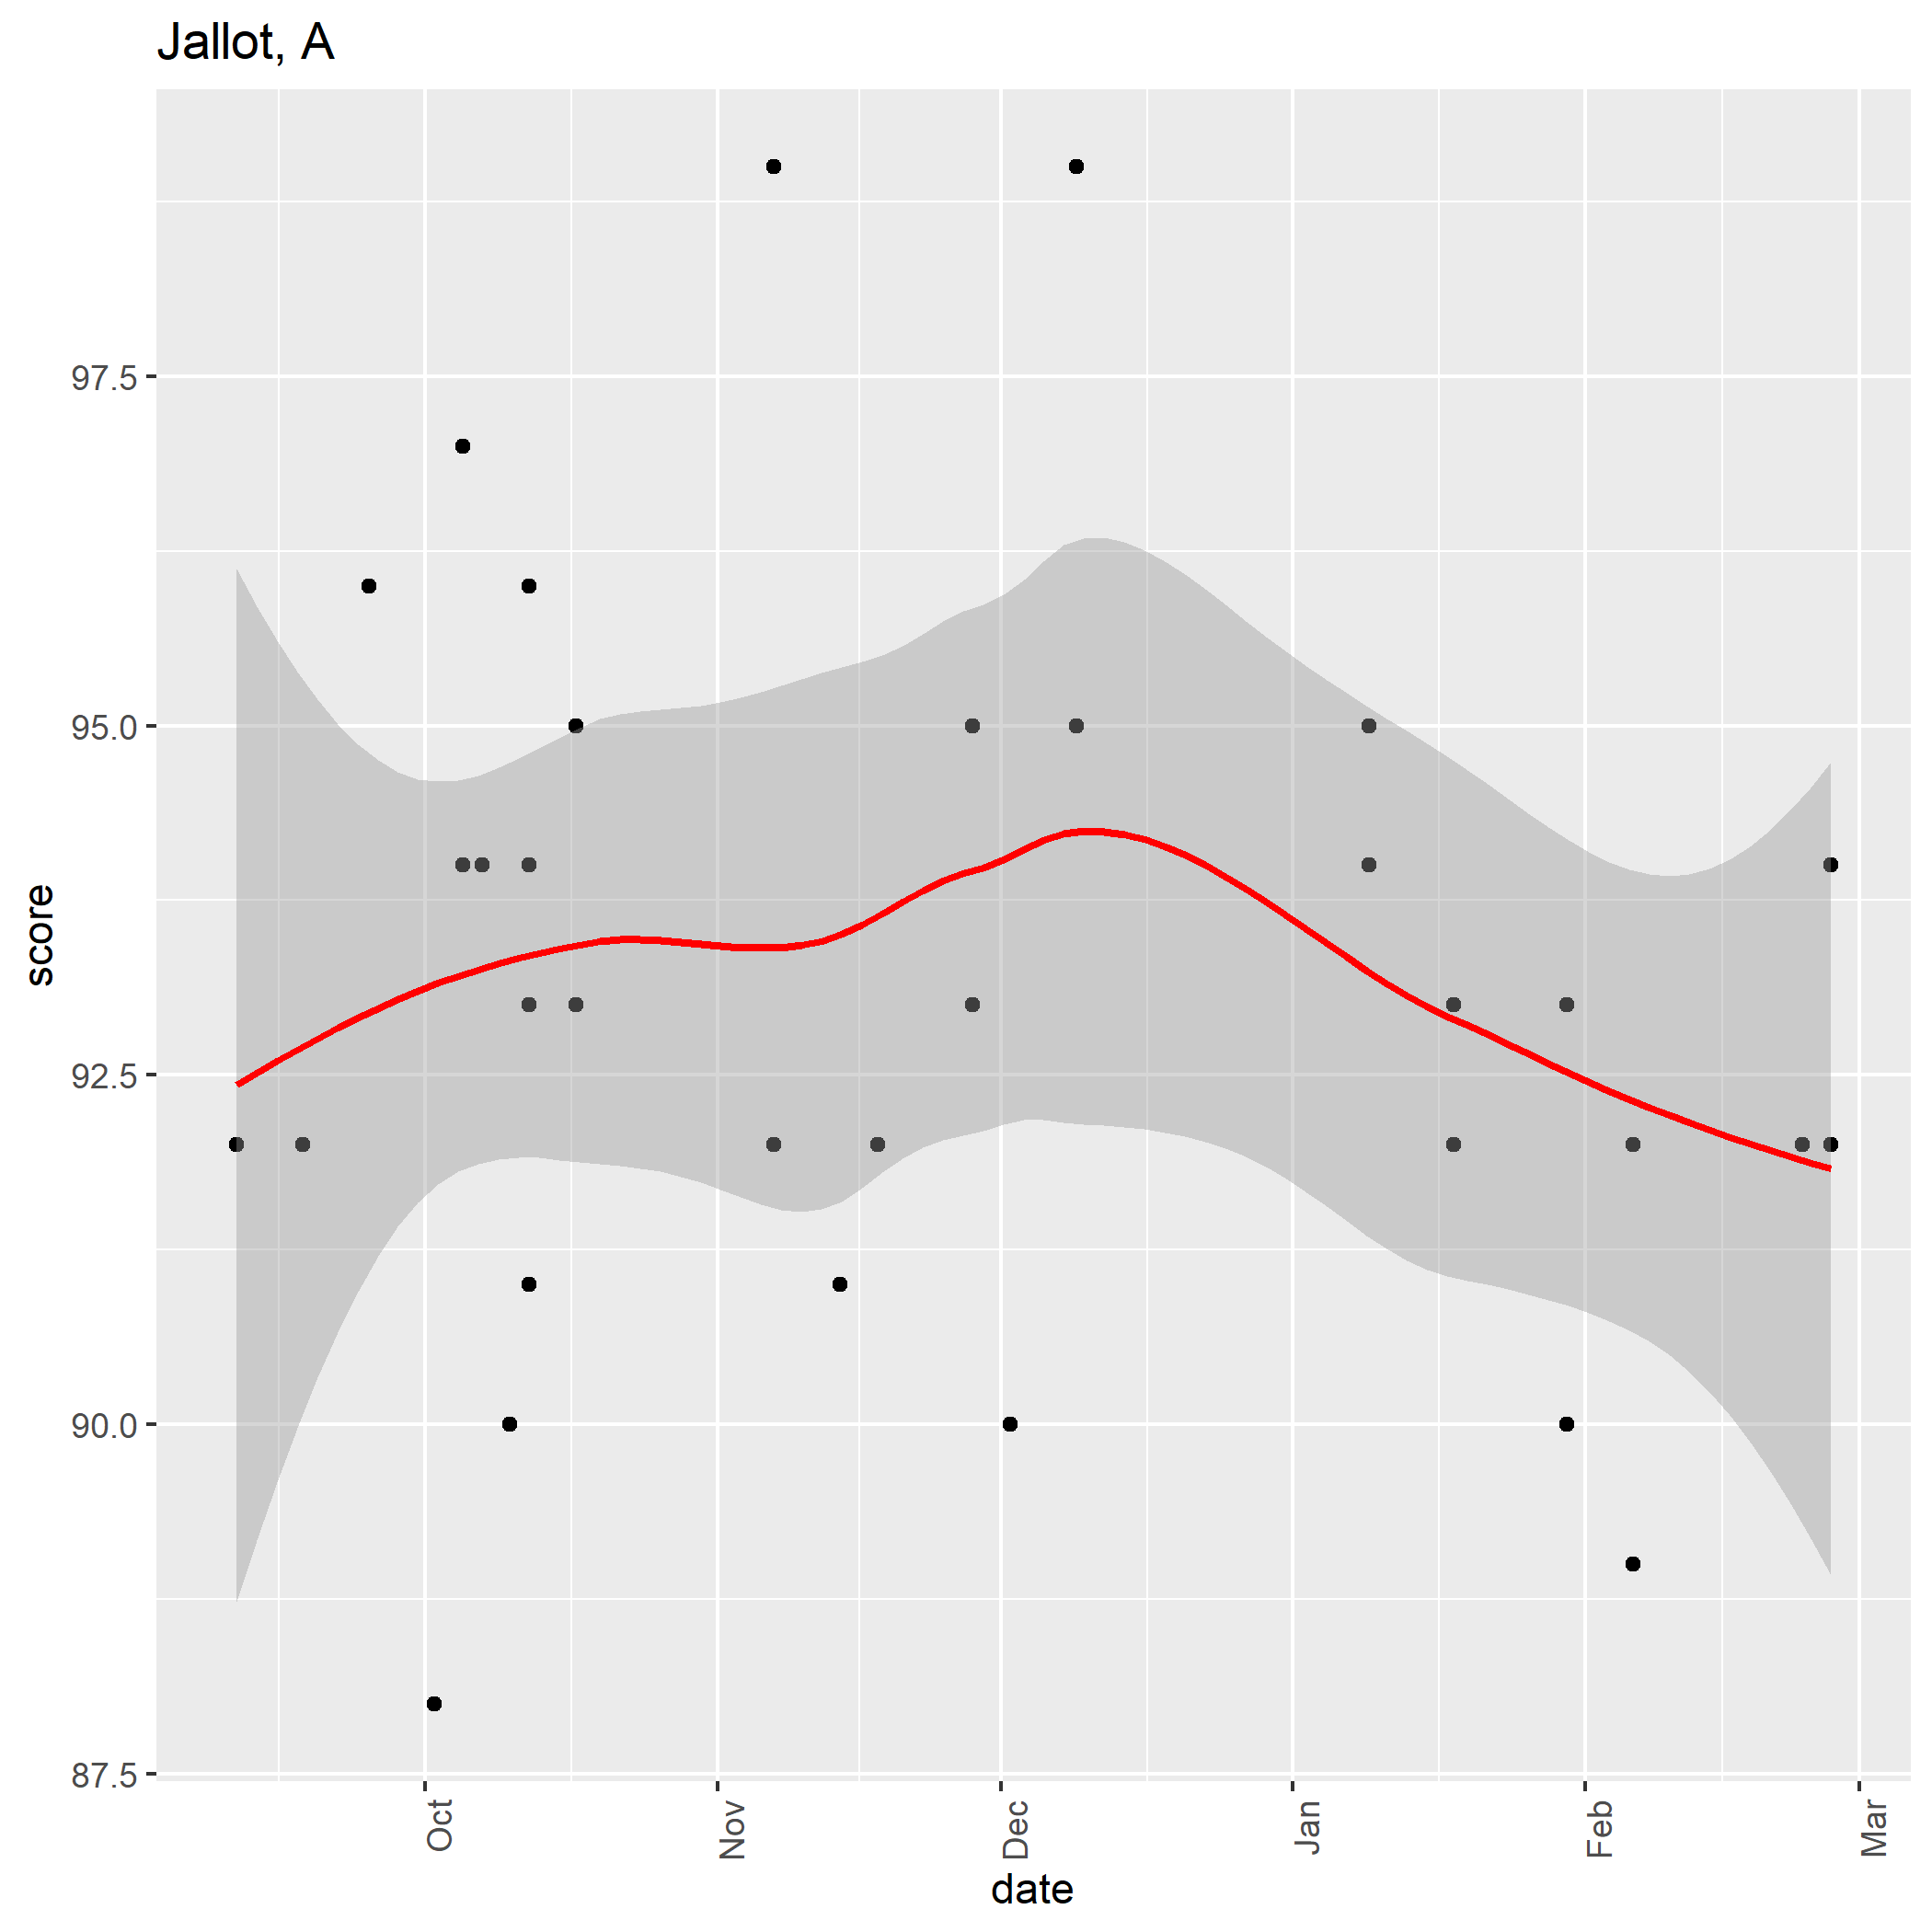 Jallot, A
score
97.5
95.0
92.5
90.0
87.5
Oct
Nov
Dec
Jan
Feb
Mar
date